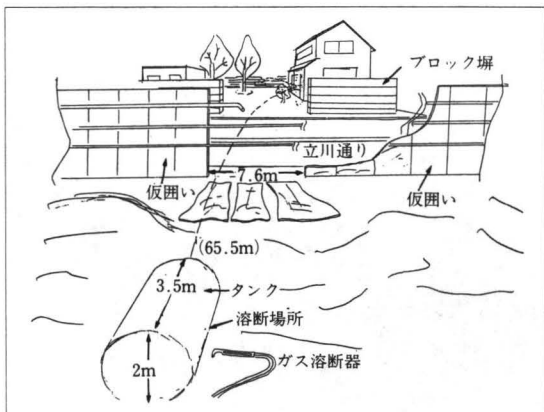 ブロック塀
立川通り
7.6m
仮囲い
仮囲い
(65.5m)
3.5m
タンク
溶断場所
2m
ガス溶断器